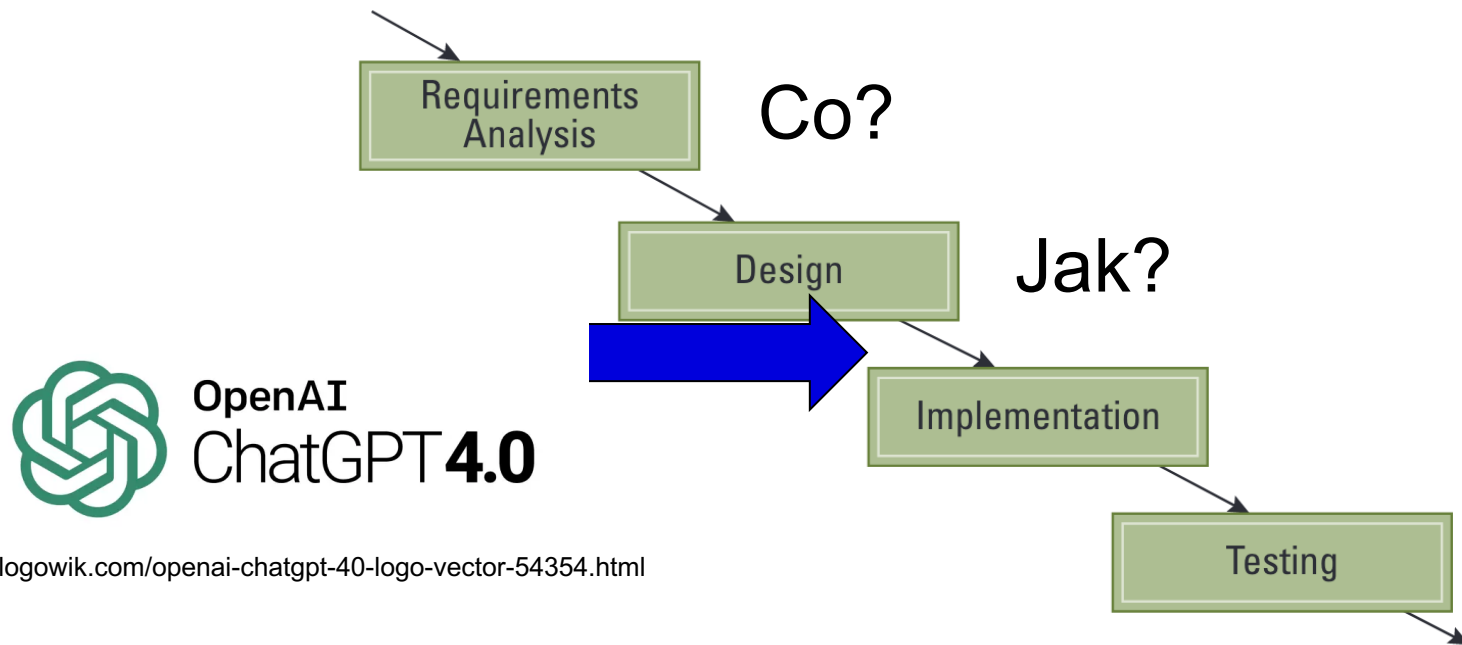 Requirements
Analysis
Co?
Design
Jak?
Implementation
OpenAI
ChatGPT4.0
logowik.com/openai-chatgpt-40-logo-vector-54354.html
Testing